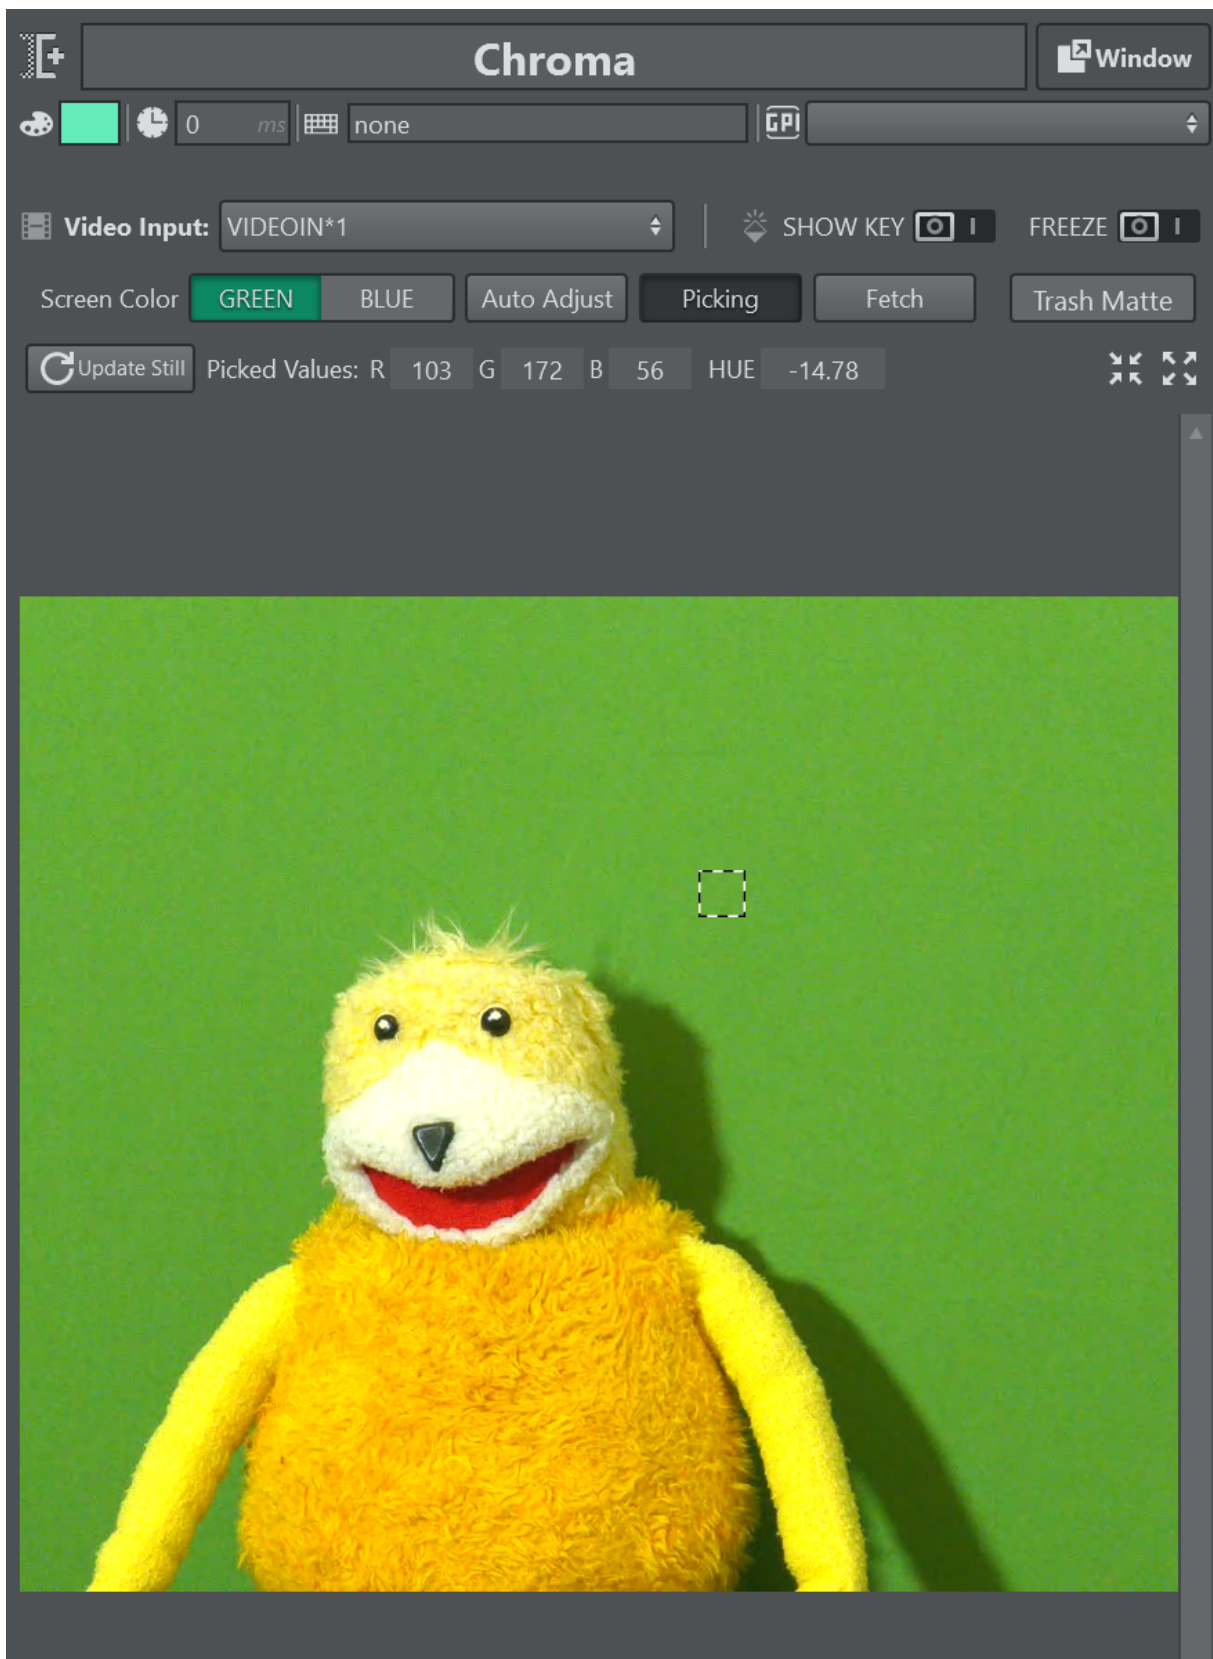 Chroma
Window
0 ms none GPI
Video Input: VIDEOIN*1 SHOW KEY O I FREEZE O I
Screen Color GREEN BLUE Auto Adjust Picking Fetch Trash Matte
Update Still Picked Values: R 103 G 172 B 56 HUE -14.78